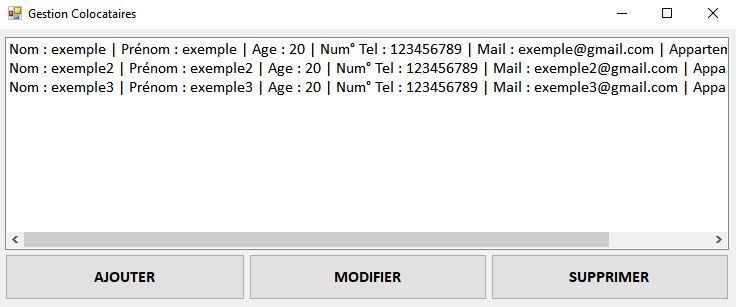 Gestion Colocataires
Nom : exemple | Prénom : exemple | Age : 20 | Num° Tel : 123456789 | Mail : exemple@gmail.com | Appartem
Nom : exemple2 | Prénom : exemple2 | Age : 20 | Num° Tel : 123456789 | Mail : exemple2@gmail.com | Appa
Nom : exemple3 | Prénom : exemple3 | Age : 20 | Num° Tel : 123456789 | Mail : exemple3@gmail.com | Appa
AJOUTER
MODIFIER
SUPPRIMER